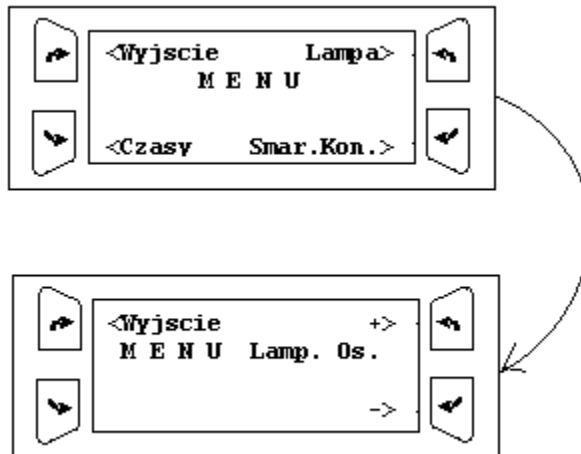 <Wyjscie Lampa>
M E N U
<Czasy Smar.Kon.>
<Wyjscie +>
M E N U Lamp. Os.
->